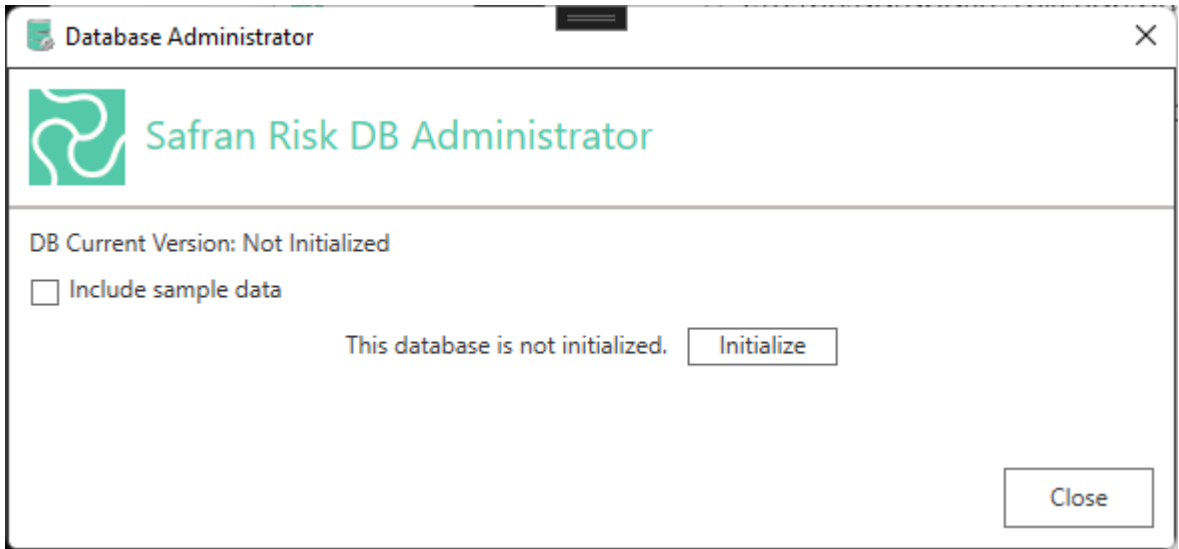 Database Administrator
Safran Risk DB Administrator
DB Current Version: Not Initialized
Include sample data
This database is not initialized. Initialize
Close